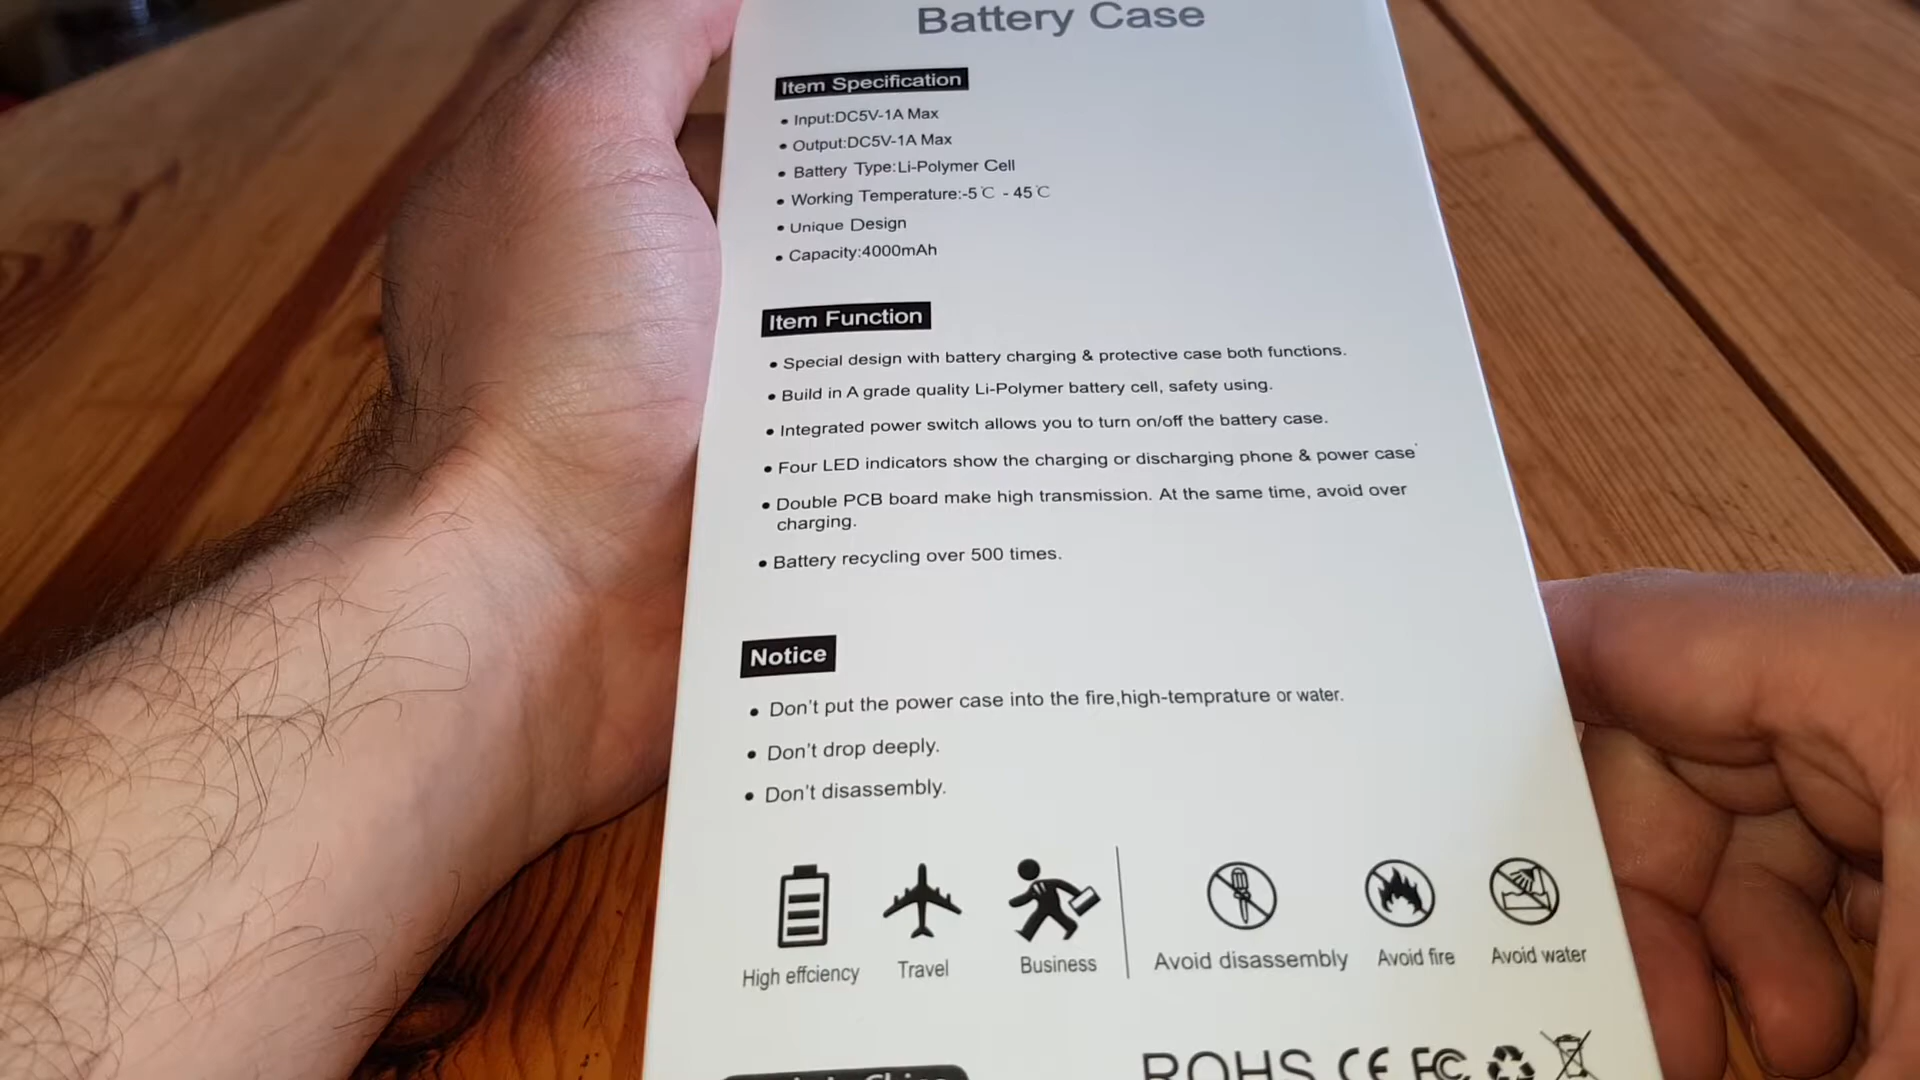 Battery Case
Item Specification
• Input:DC5V-1A Max
• Output:DC5V-1A Max
• Battery Type:Li-Polymer Cell
• Working Temperature:-5℃ - 45℃
• Unique Design
• Capacity:4000mAh
Item Function
• Special design with battery charging & protective case both functions.
• Build in A grade quality Li-Polymer battery cell, safety using.
• Integrated power switch allows you to turn on/off the battery case.
• Four LED indicators show the charging or discharging phone & power case
• Double PCB board make high transmission. At the same time, avoid over
charging.
• Battery recycling over 500 times.
Notice
• Don't put the power case into the fire,high-temprature or water.
• Don't drop deeply.
• Don't disassembly.
High effciency Travel Business Avoid disassembly Avoid fire Avoid water
ROHS CE FC